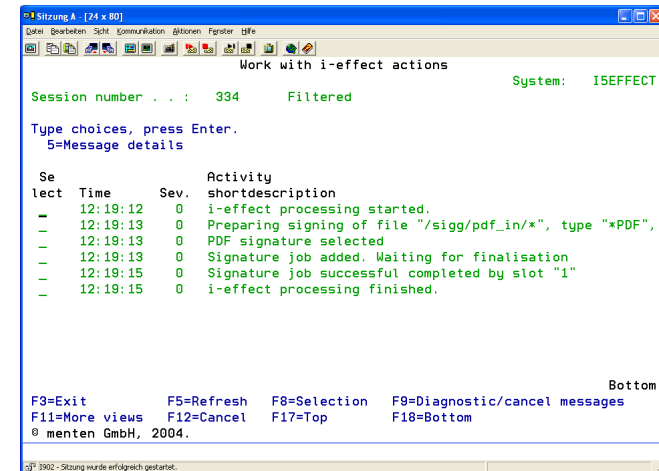 Sitzung A - [24 x 80]
Datei Bearbeiten Sicht Kommunikation Aktionen Fenster Hilfe
Work with i-effect actions
System: I5EFFECT
Session number . . : 334 Filtered
Type choices, press Enter.
5=Message details
Se Activity
lect Time Sev. shortdescription
_ 12:19:12 0 i-effect processing started.
_ 12:19:13 0 Preparing signing of file "/sigg/pdf_in/*", type "*PDF",
_ 12:19:13 0 PDF signature selected
_ 12:19:13 0 Signature job added. Waiting for finalisation
_ 12:19:15 0 Signature job successful completed by slot "1"
_ 12:19:15 0 i-effect processing finished.
Bottom
F3=Exit F5=Refresh F8=Selection F9=Diagnostic/cancel messages
F11=More views F12=Cancel F17=Top F18=Bottom
© menten GmbH, 2004.
I902 - Sitzung wurde erfolgreich gestartet.